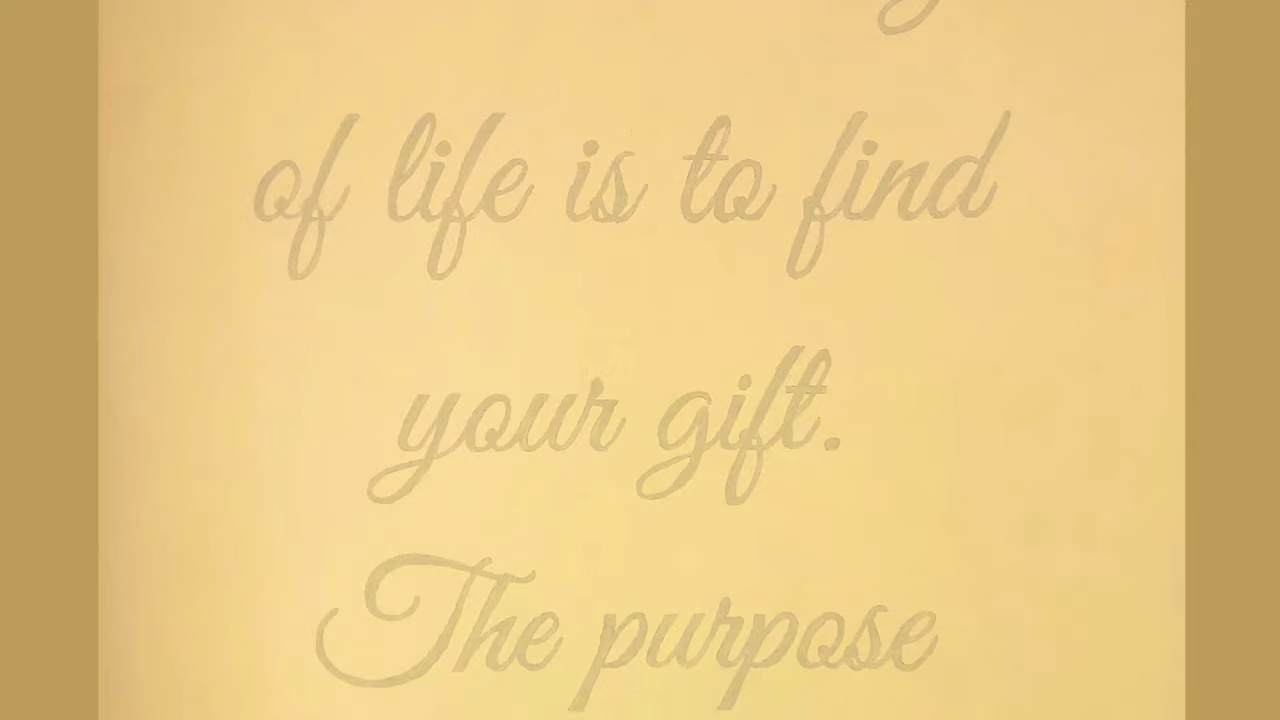 of life is to find
your gift.
The purpose